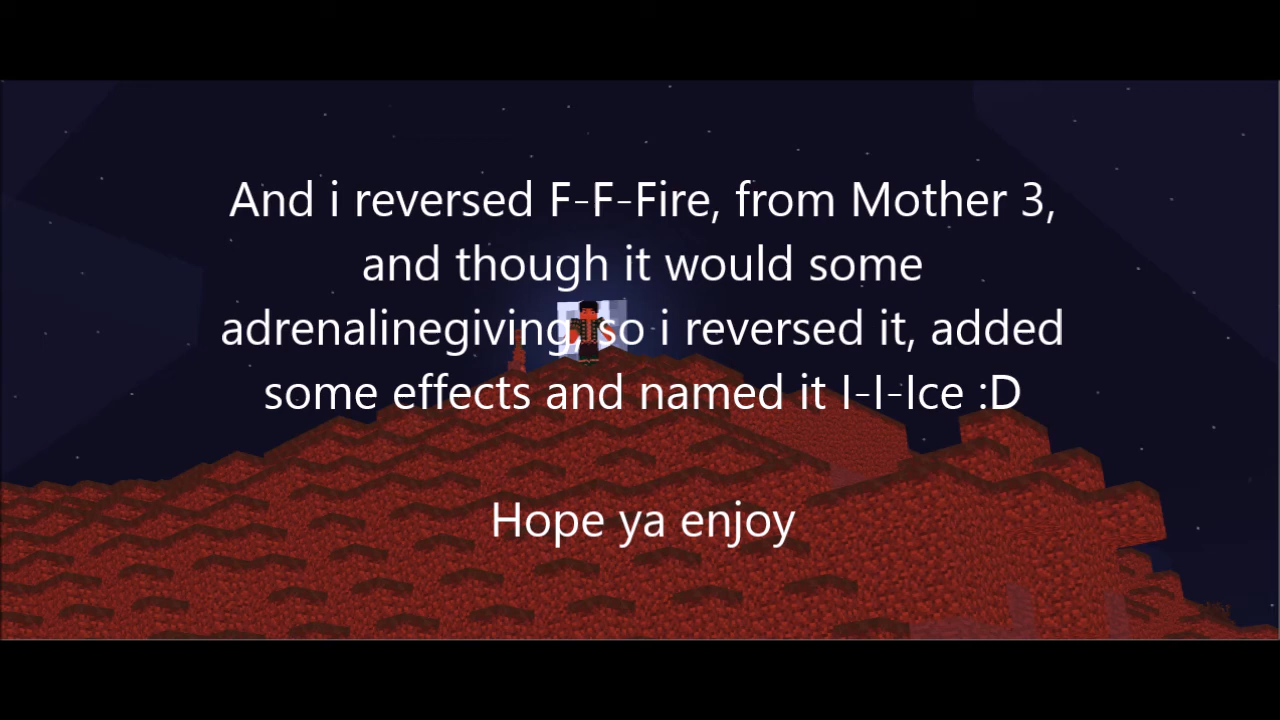 And i reversed F-F-Fire, from Mother 3,
and though it would some
adrenalinegiving, so i reversed it, added
some effects and named it I-I-Ice :D
Hope ya enjoy